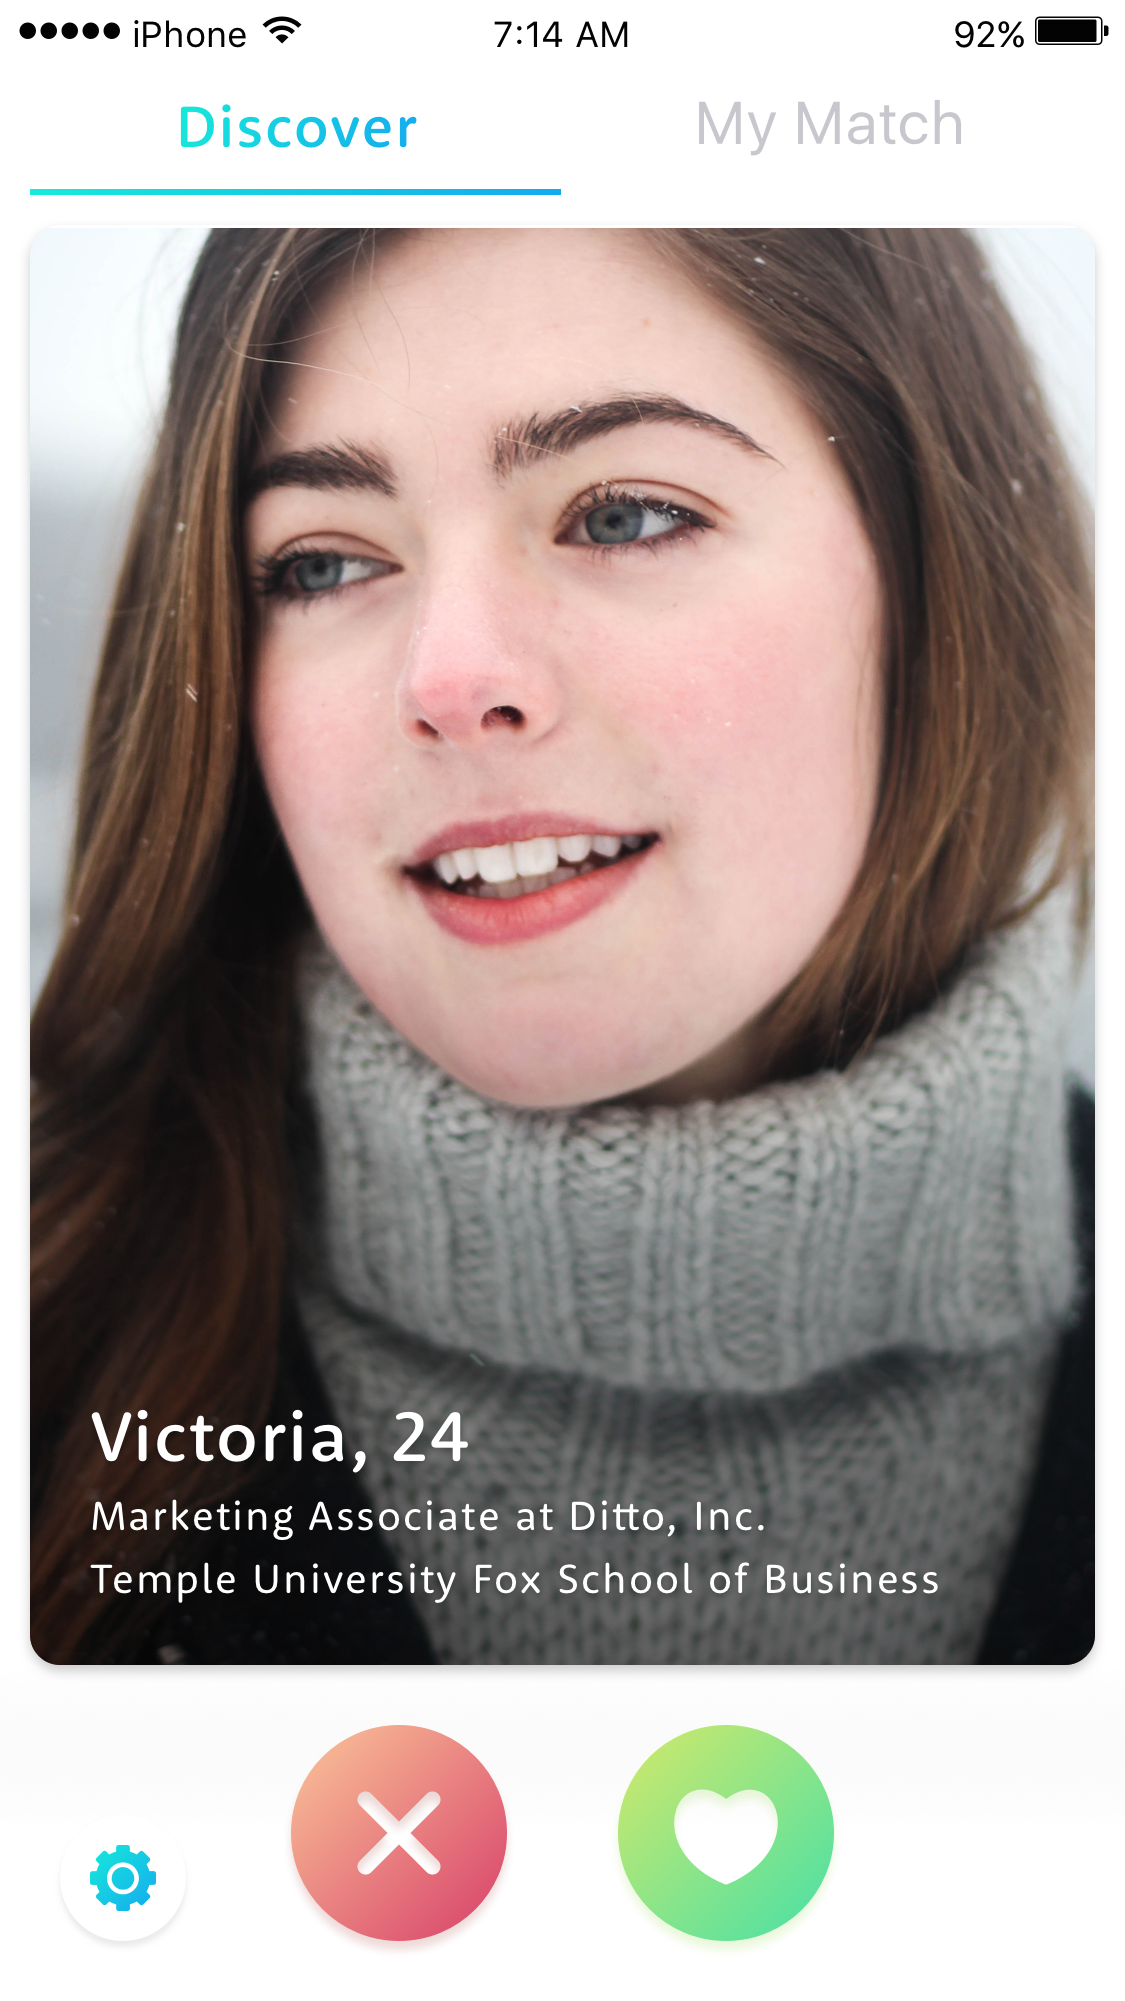 iPhone 7:14 AM 92%
Discover My Match
Victoria, 24
Marketing Associate at Ditto, Inc.
Temple University Fox School of Business